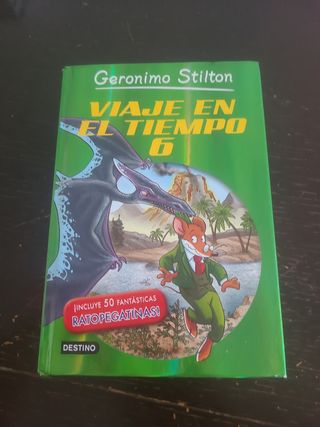 Geronimo Stilton
VIAJE EN
EL TIEMPO
6
¡INCLUYE 50 FANTÁSTICAS
RATOPEGATINAS!
DESTINO